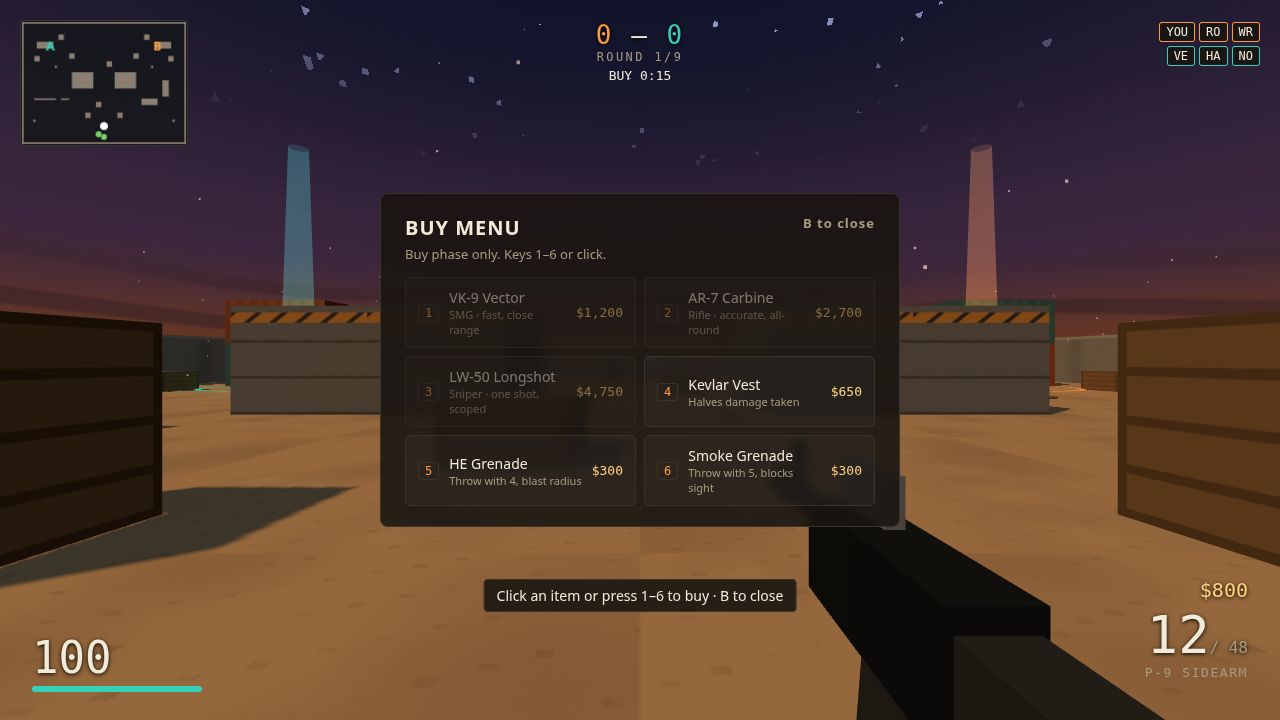 A
B
0 — 0
ROUND 1/9
BUY 0:15
YOU RO WR
VE HA NO
BUY MENU
B to close
Buy phase only. Keys 1–6 or click.
1
VK-9 Vector
SMG · fast, close
range
$1,200
2
AR-7 Carbine
Rifle · accurate, all-
round
$2,700
3
LW-50 Longshot
Sniper · one shot,
scoped
$4,750
4
Kevlar Vest
Halves damage taken
$650
5
HE Grenade
Throw with 4, blast radius
$300
6
Smoke Grenade
Throw with 5, blocks
sight
$300
Click an item or press 1–6 to buy · B to close
100
$800
12 / 48
P-9 SIDEARM